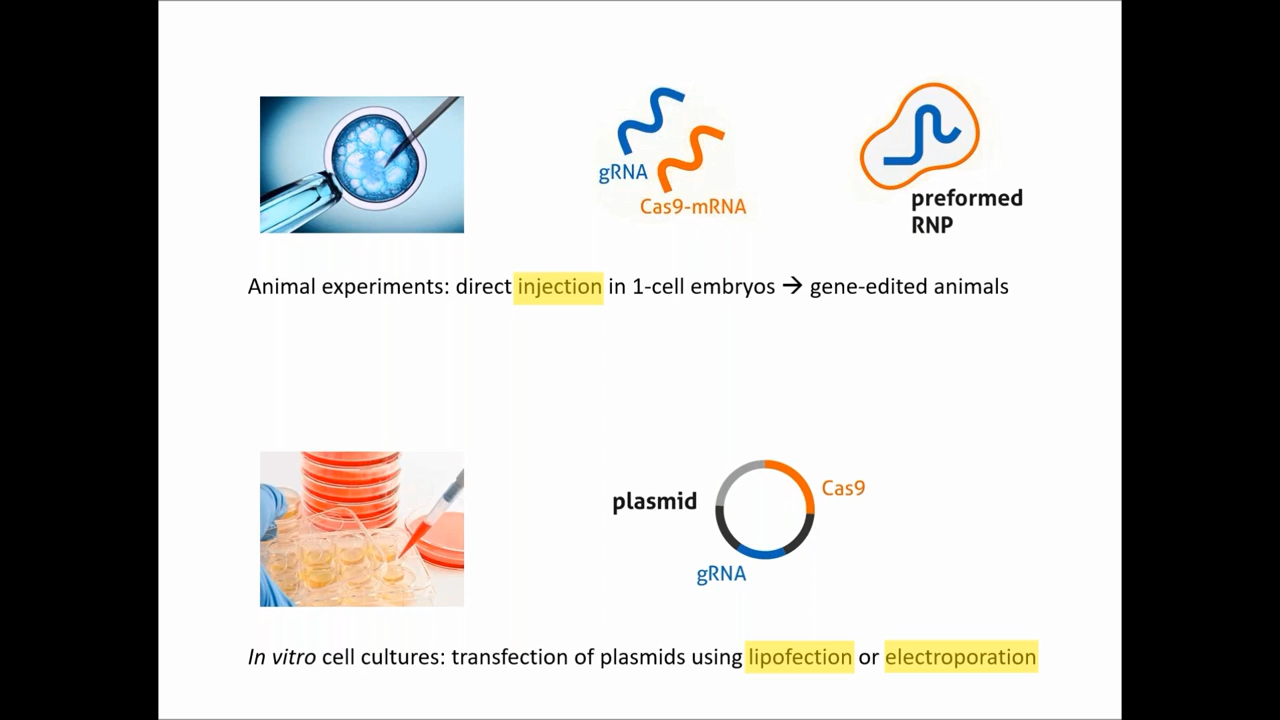 gRNA
Cas9-mRNA
preformed
RNP
Animal experiments: direct injection in 1-cell embryos → gene-edited animals
plasmid
Cas9
gRNA
In vitro cell cultures: transfection of plasmids using lipofection or electroporation